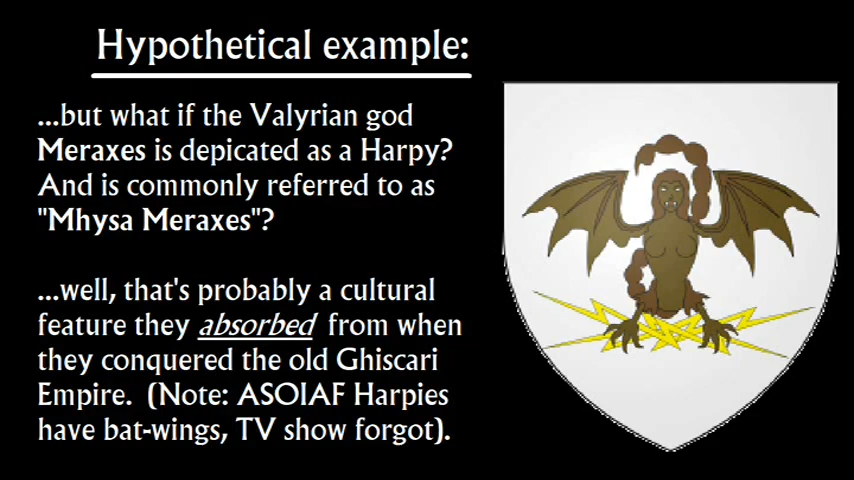 Hypothetical example:
...but what if the Valyrian god
Meraxes is depicated as a Harpy?
And is commonly referred to as
"Mhysa Meraxes"?
...well, that's probably a cultural
feature they absorbed from when
they conquered the old Ghiscari
Empire. (Note: ASOIAF Harpies
have bat-wings, TV show forgot).